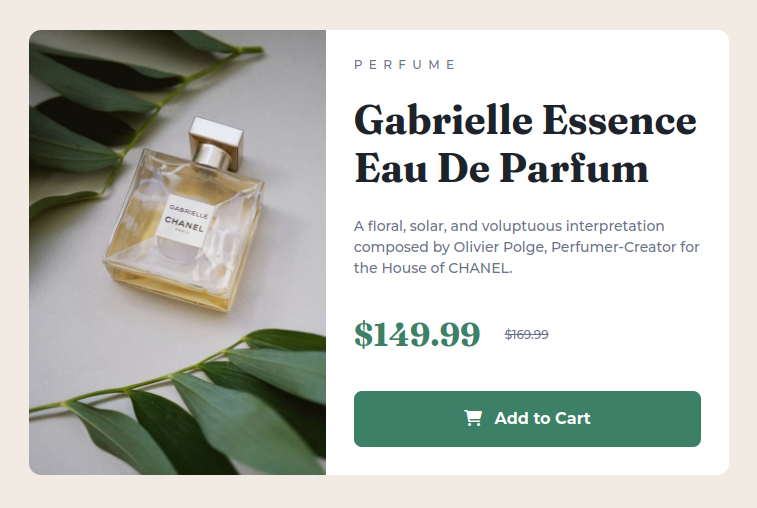 GABRIELLE
CHANEL
PARIS
PERFUME
Gabrielle Essence
Eau De Parfum
A floral, solar, and voluptuous interpretation
composed by Olivier Polge, Perfumer-Creator for
the House of CHANEL.
$149.99 $169.99
Add to Cart